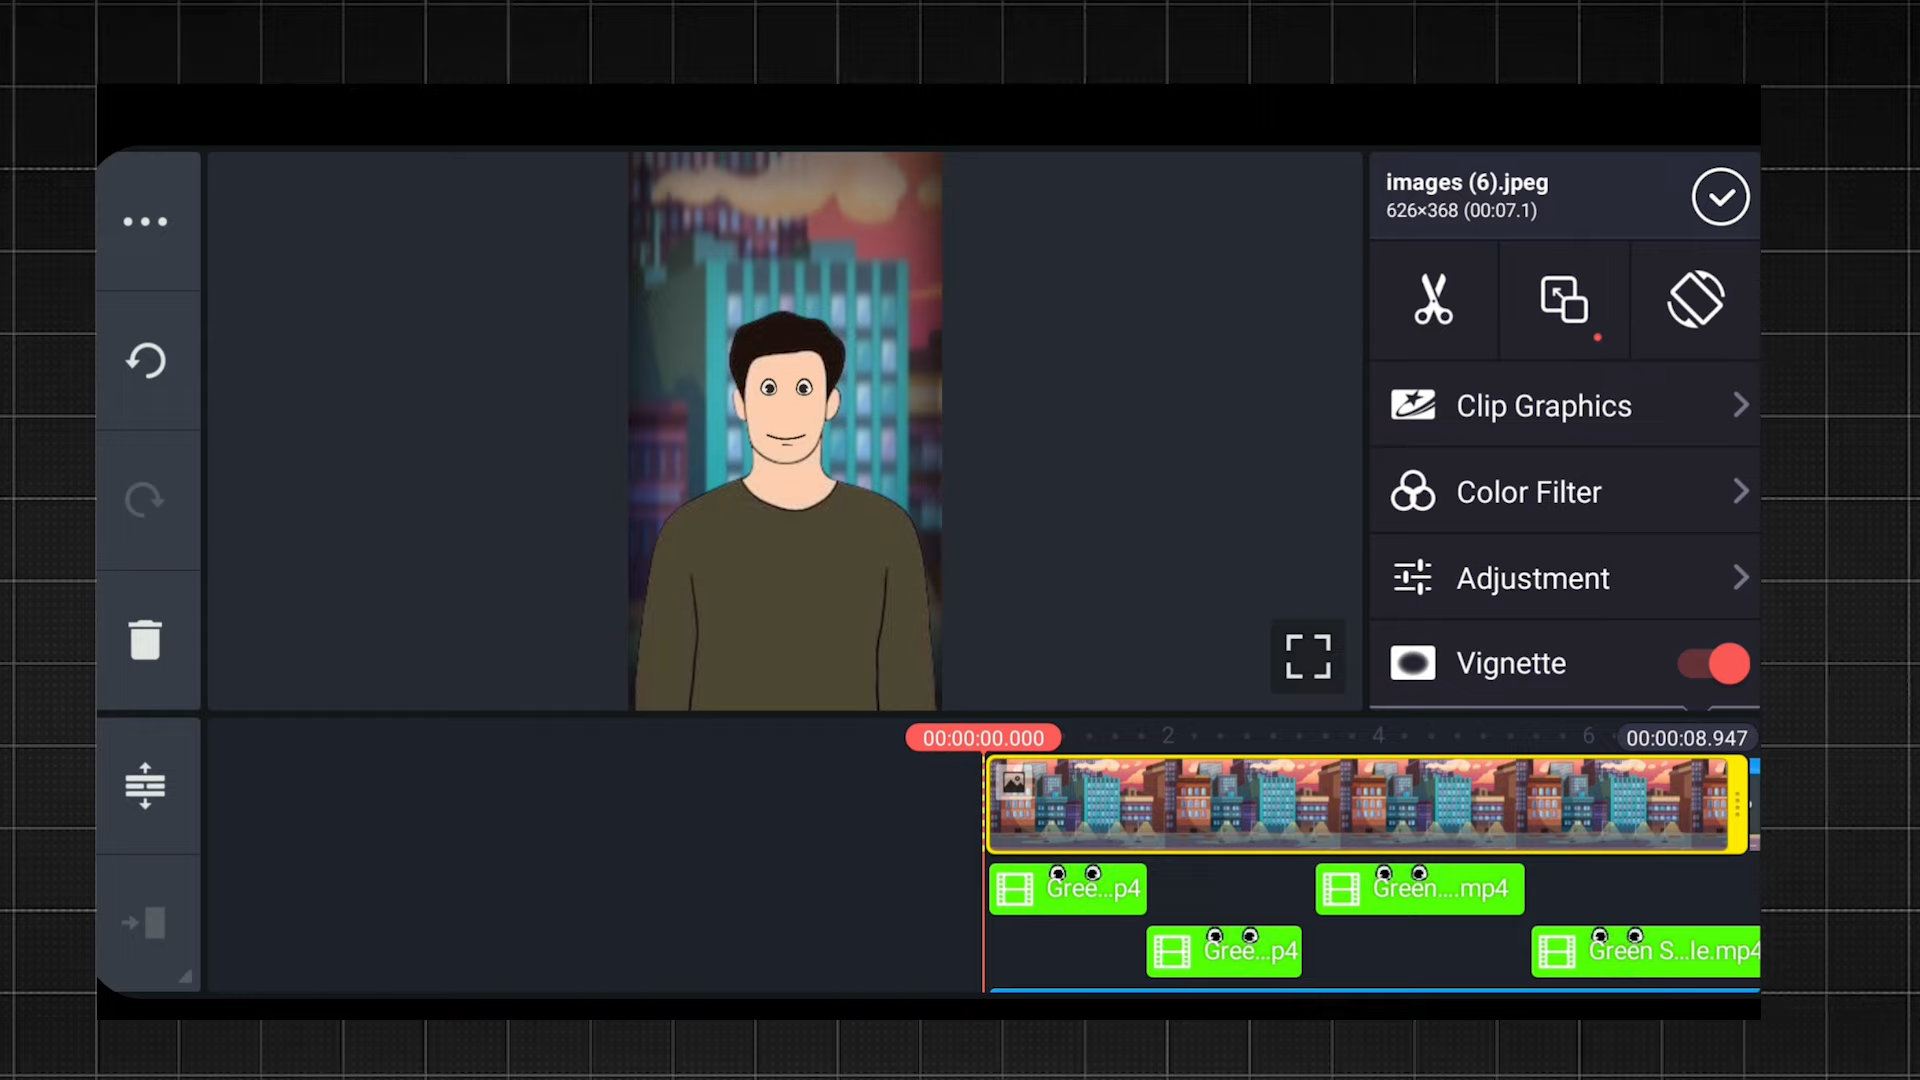 images (6).jpeg
626×368 (00:07.1)
Clip Graphics
Color Filter
Adjustment
Vignette
00:00:00.000
2
4
6
00:00:08.947
Gree...p4
Green....mp4
Gree...p4
Green S...le.mp4